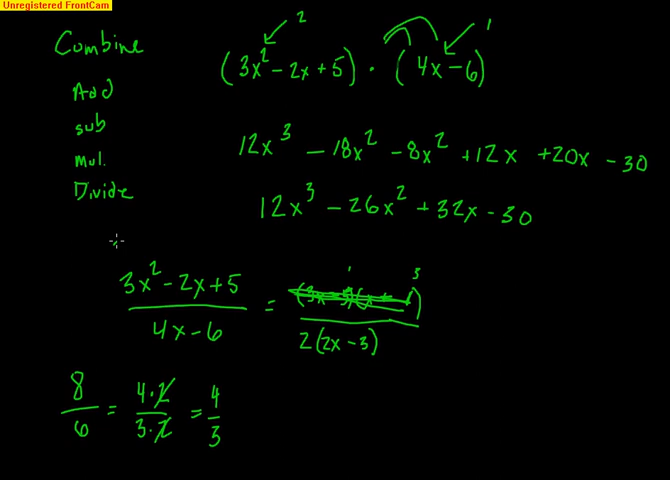 Unregistered FrontCam
2 1
Combine (3x² - 2x + 5) · (4x - 6)
Add
sub
mul. 12x³ - 18x² - 8x² + 12x + 20x - 30
Divide 12x³ - 26x² + 32x - 30
3x² - 2x + 5
4x - 6
=
2(2x - 3)
8/6 = 4·2/3·2 = 4/3